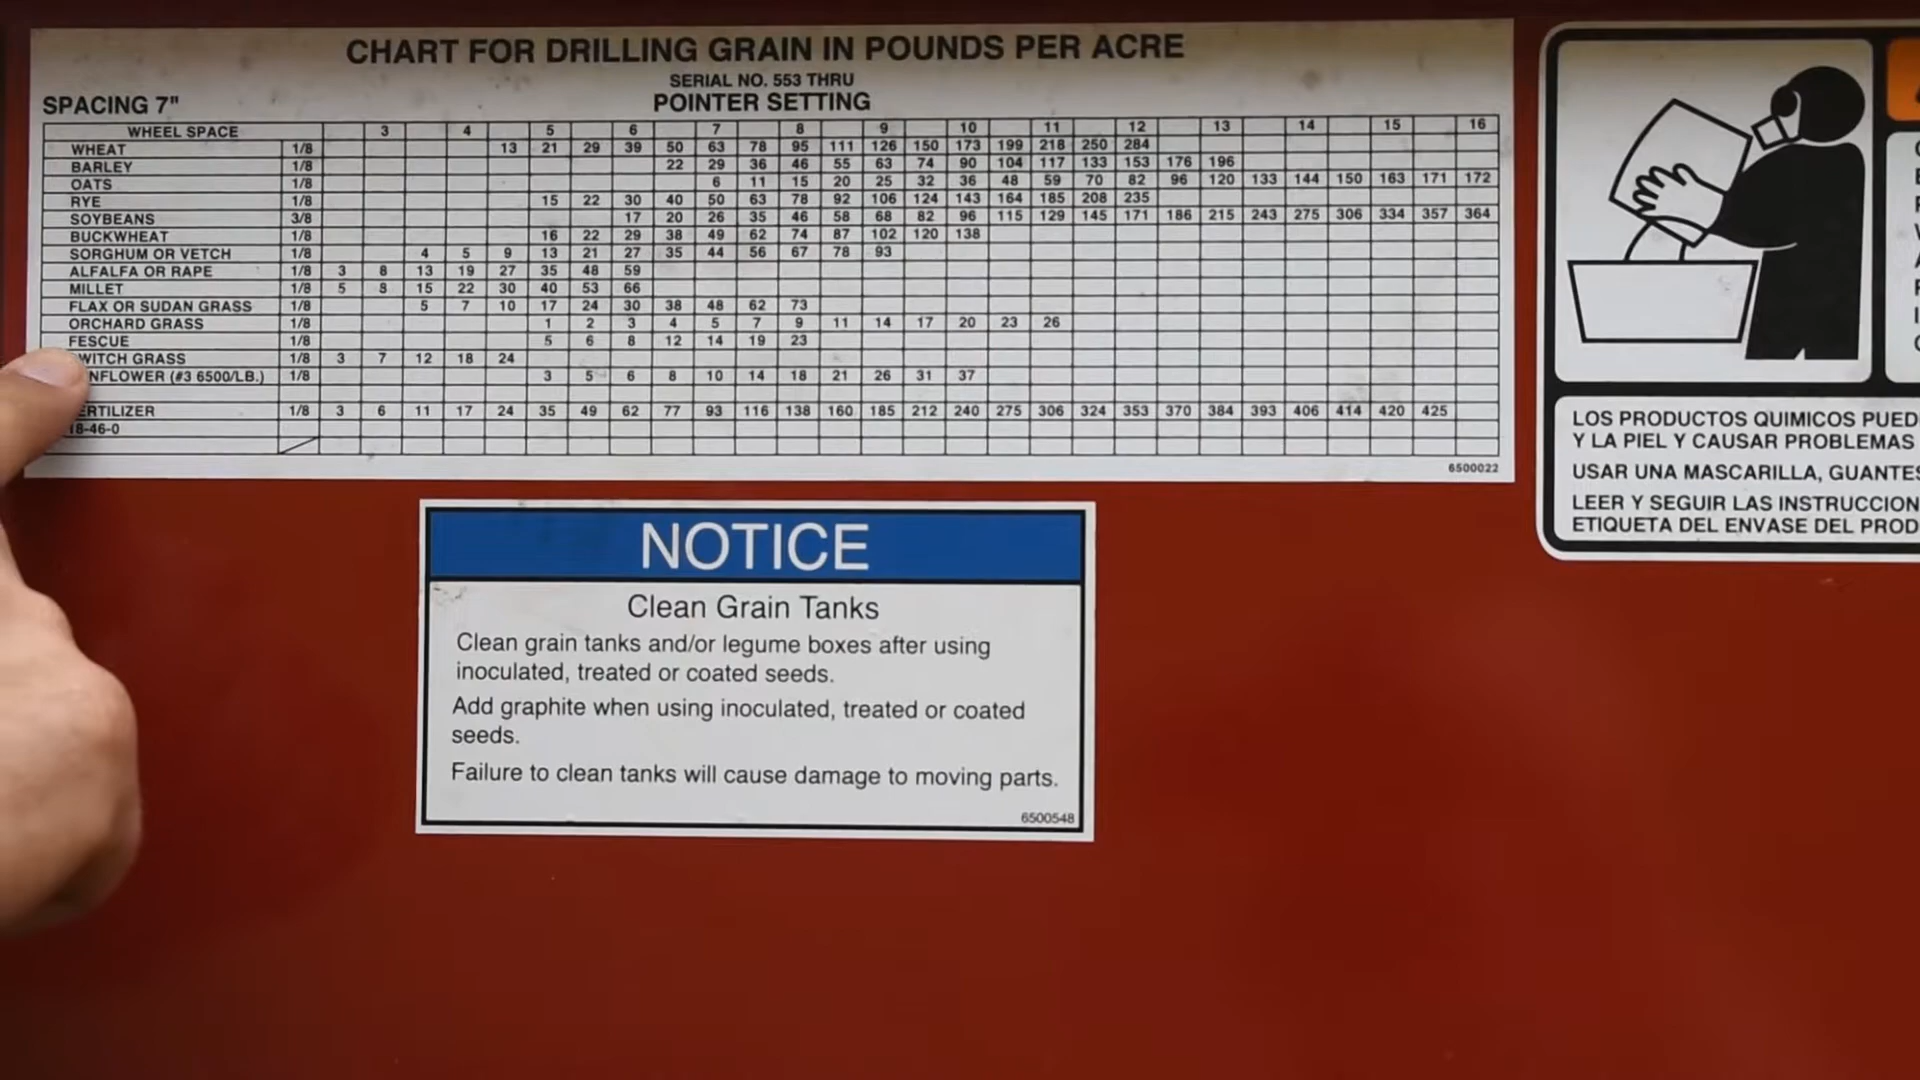 CHART FOR DRILLING GRAIN IN POUNDS PER ACRE
SERIAL NO. 553 THRU
SPACING 7" POINTER SETTING
WHEEL SPACE 3 4 5 6 7 8 9 10 11 12 13 14 15 16
WHEAT 1/8 13 21 29 39 50 63 78 95 111 126 150 173 199 218 250 284
BARLEY 1/8 22 29 36 46 55 63 74 90 104 117 133 153 176 196
OATS 1/8 6 11 15 20 25 32 36 48 59 70 82 96 120 133 144 150 163 171 172
RYE 1/8 15 22 30 40 50 63 78 92 106 124 143 164 185 208 235
SOYBEANS 3/8 17 20 26 35 46 58 68 82 96 115 129 145 171 186 215 243 275 306 334 357 364
BUCKWHEAT 1/8 16 22 29 38 49 62 74 87 102 120 138
SORGHUM OR VETCH 1/8 4 5 9 13 21 27 35 44 56 67 78 93
ALFALFA OR RAPE 1/8 3 8 13 19 27 35 48 59
MILLET 1/8 5 8 15 22 30 40 53 66
FLAX OR SUDAN GRASS 1/8 5 7 10 17 24 30 38 48 62 73
ORCHARD GRASS 1/8 1 2 3 4 5 7 9 11 14 17 20 23 26
FESCUE 1/8 5 6 8 12 14 19 23
WITCH GRASS 1/8 3 7 12 18 24
NFLOWER (#3 6500/LB.) 1/8 3 5 6 8 10 14 18 21 26 31 37
ERTILIZER 1/8 3 6 11 17 24 35 49 62 77 93 116 138 160 185 212 240 275 306 324 353 370 384 393 406 414 420 425
18-46-0
6500022
NOTICE
Clean Grain Tanks
Clean grain tanks and/or legume boxes after using
inoculated, treated or coated seeds.
Add graphite when using inoculated, treated or coated
seeds.
Failure to clean tanks will cause damage to moving parts.
6500548
LOS PRODUCTOS QUIMICOS PUED
Y LA PIEL Y CAUSAR PROBLEMAS
USAR UNA MASCARILLA, GUANTES
LEER Y SEGUIR LAS INSTRUCCION
ETIQUETA DEL ENVASE DEL PROD